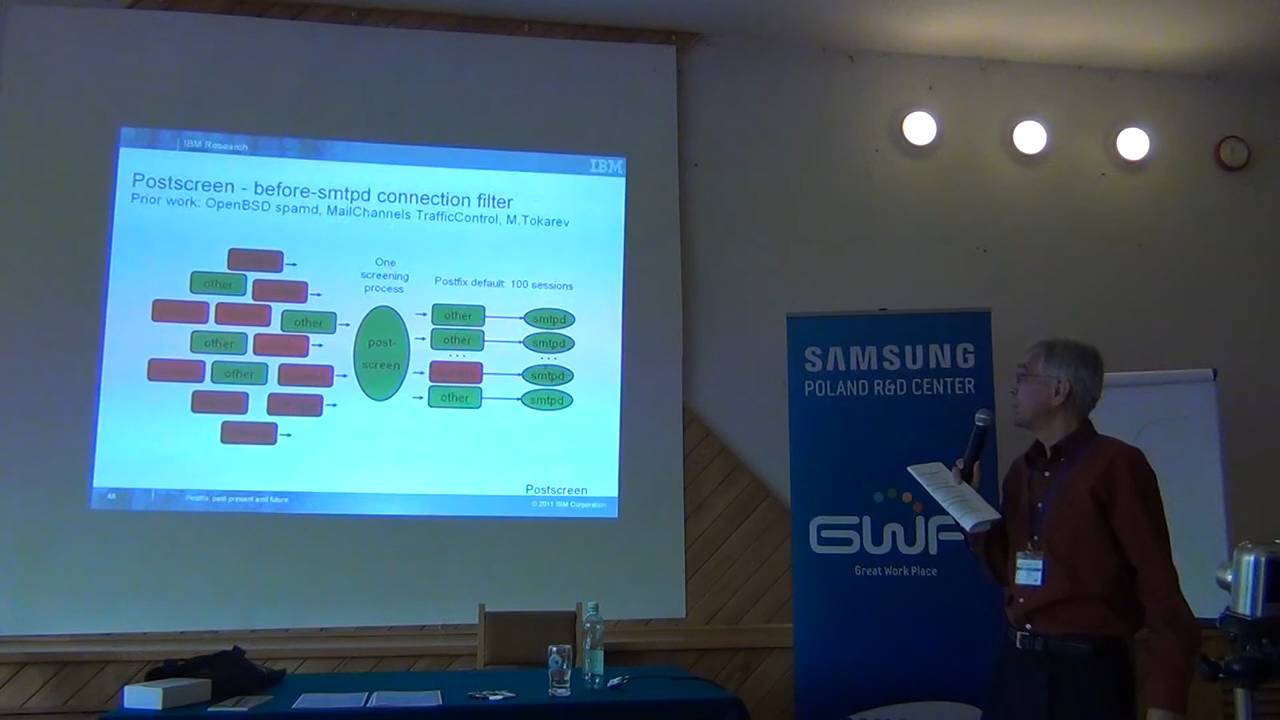 IBM Research
IBM
Postscreen - before-smtpd connection filter
Prior work: OpenBSD spamd, MailChannels TrafficControl, M.Tokarev
One
screening
process
Postfix default: 100 sessions
other
other
other
other
other
post-
screen
other
smtpd
other
smtpd
. . .
. . .
smtpd
other
smtpd
Postscreen
Postfix, past present and future
© 2011 IBM Corporation
SAMSUNG
POLAND R&D CENTER
GWP
Great Work Place